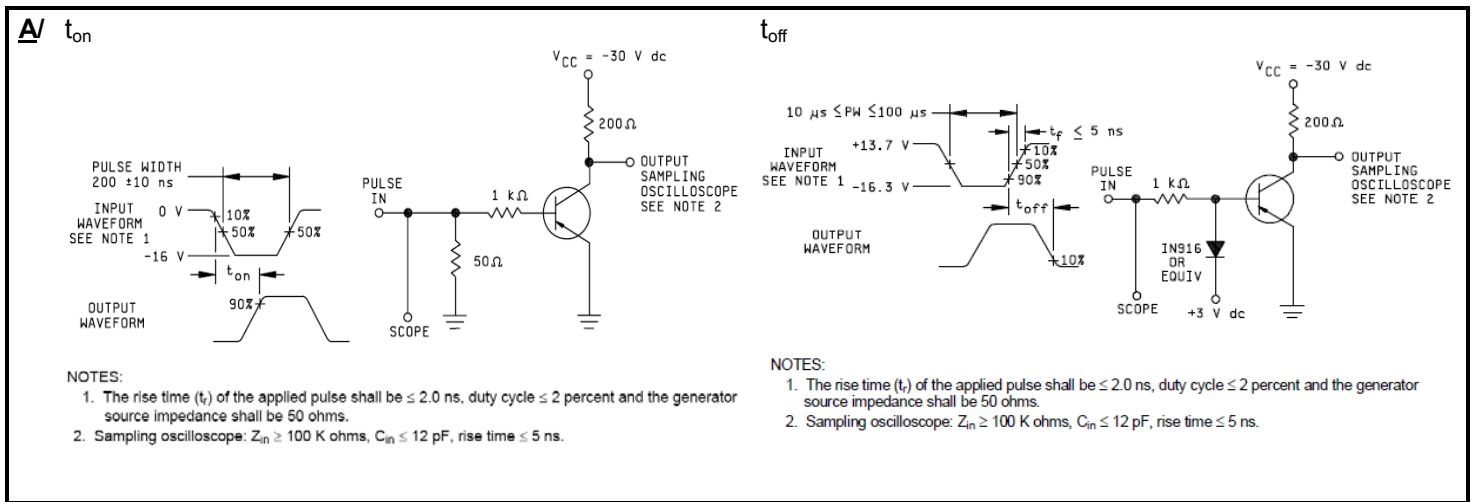 A/ ton
VCC = -30 V dc
200Ω
OUTPUT
SAMPLING
OSCILLOSCOPE
SEE NOTE 2
PULSE WIDTH
200 ±10 ns
PULSE
IN
1 kΩ
INPUT
WAVEFORM
SEE NOTE 1
0 V
10%
50%
50%
-16 V
ton
50Ω
90%
OUTPUT
WAVEFORM
SCOPE
NOTES:
1. The rise time (tr) of the applied pulse shall be ≤ 2.0 ns, duty cycle ≤ 2 percent and the generator
source impedance shall be 50 ohms.
2. Sampling oscilloscope: Zin ≥ 100 K ohms, Cin ≤ 12 pF, rise time ≤ 5 ns.
toff
VCC = -30 V dc
200Ω
OUTPUT
SAMPLING
OSCILLOSCOPE
SEE NOTE 2
10 µs ≤PW ≤100 µs
tf ≤ 5 ns
+13.7 V
10%
50%
90%
INPUT
WAVEFORM
SEE NOTE 1
-16.3 V
PULSE
IN
1 kΩ
toff
OUTPUT
WAVEFORM
10%
IN916
OR
EQUIV
SCOPE
+3 V dc
NOTES:
1. The rise time (tr) of the applied pulse shall be ≤ 2.0 ns, duty cycle ≤ 2 percent and the generator
source impedance shall be 50 ohms.
2. Sampling oscilloscope: Zin ≥ 100 K ohms, Cin ≤ 12 pF, rise time ≤ 5 ns.